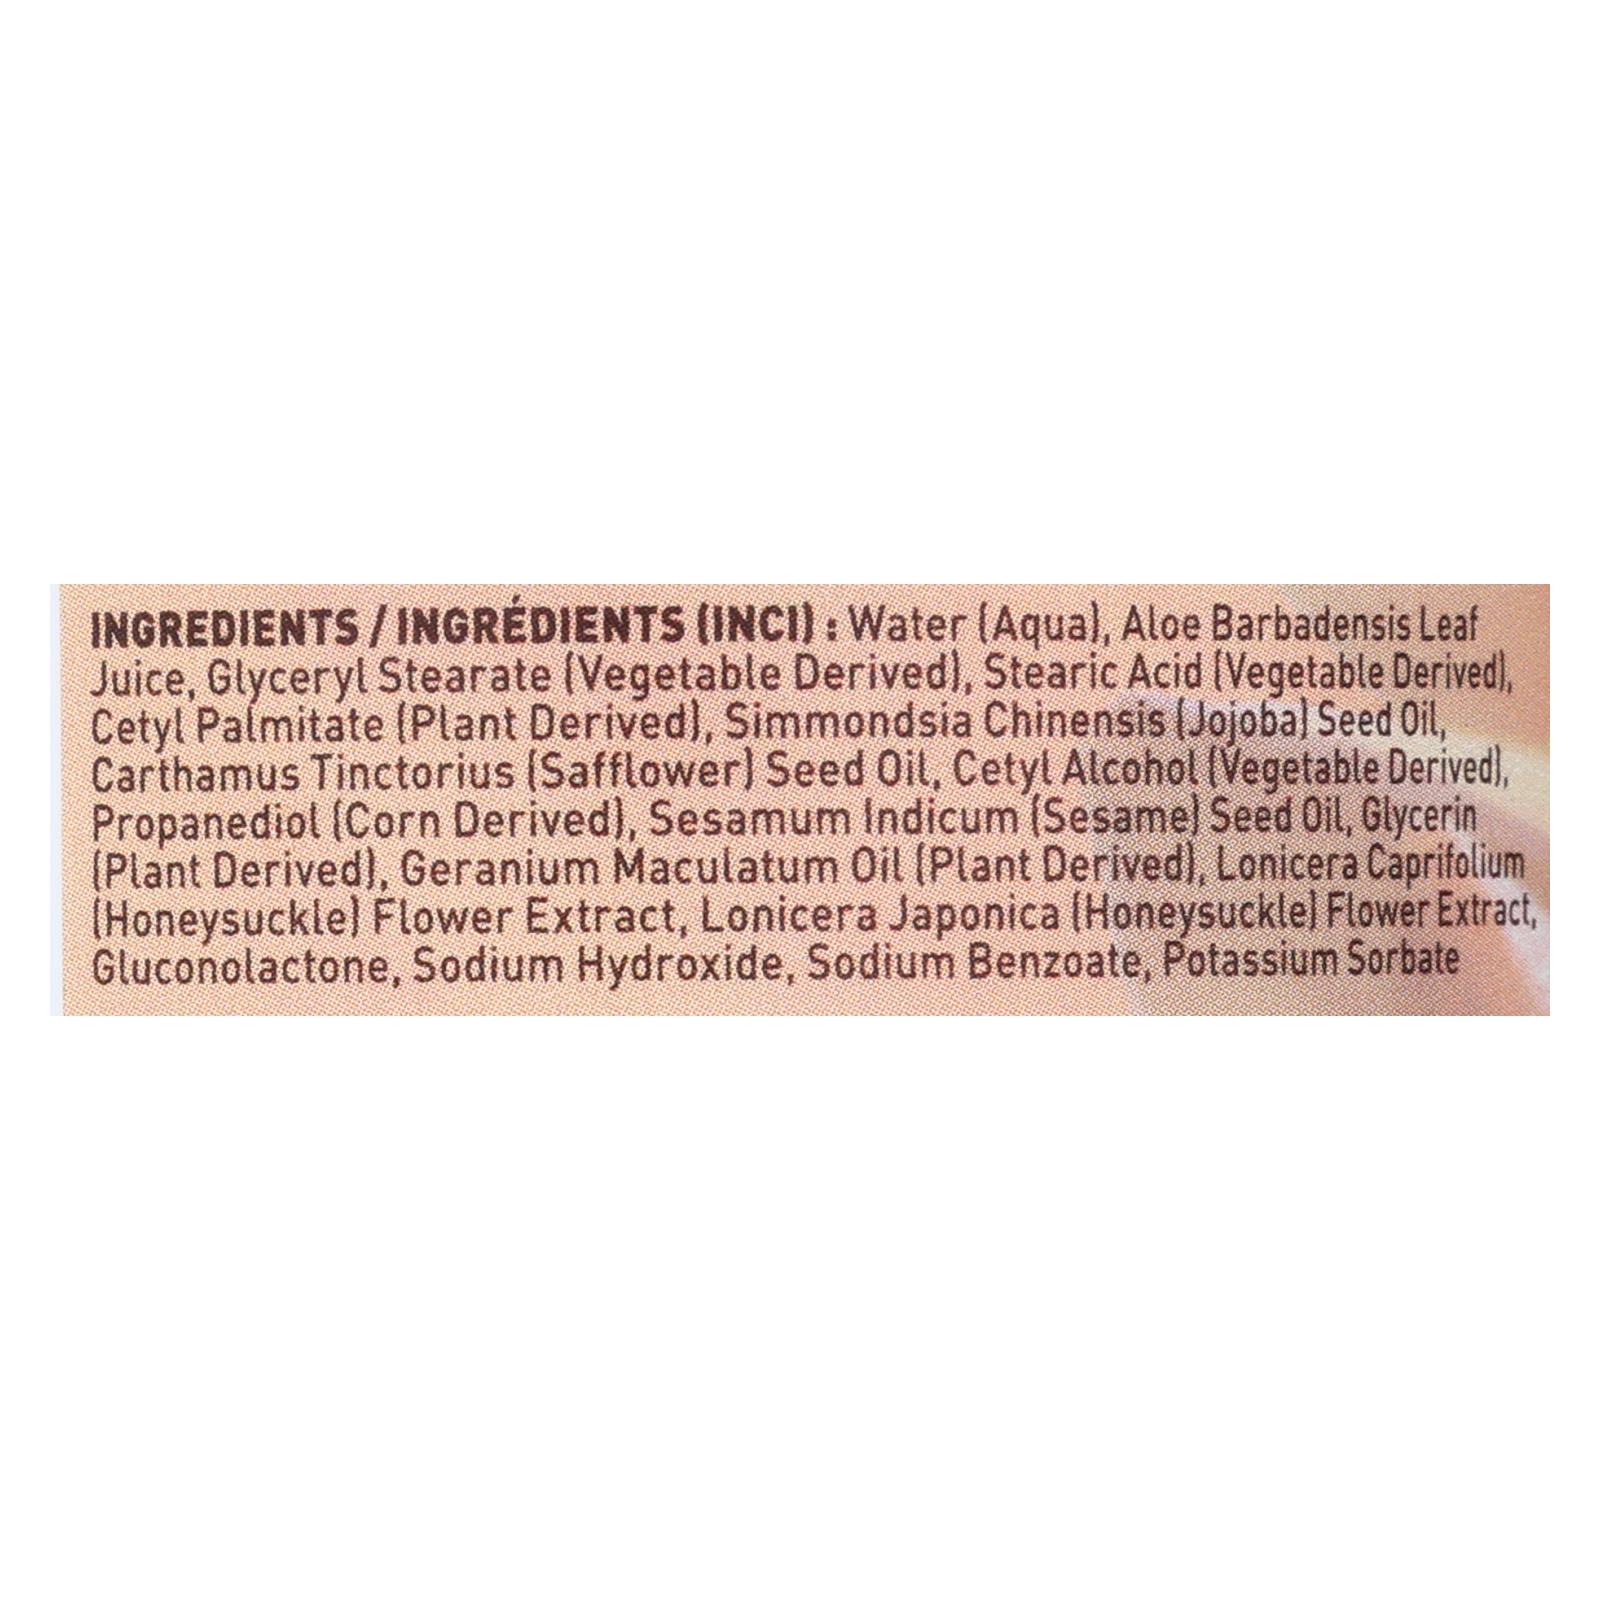 INGREDIENTS / INGRÉDIENTS (INCI) : Water (Aqua), Aloe Barbadensis Leaf
Juice, Glyceryl Stearate (Vegetable Derived), Stearic Acid (Vegetable Derived),
Cetyl Palmitate (Plant Derived), Simmondsia Chinensis (Jojoba) Seed Oil,
Carthamus Tinctorius (Safflower) Seed Oil, Cetyl Alcohol (Vegetable Derived),
Propanediol (Corn Derived), Sesamum Indicum (Sesame) Seed Oil, Glycerin
(Plant Derived), Geranium Maculatum Oil (Plant Derived), Lonicera Caprifolium
(Honeysuckle) Flower Extract, Lonicera Japonica (Honeysuckle) Flower Extract,
Gluconolactone, Sodium Hydroxide, Sodium Benzoate, Potassium Sorbate